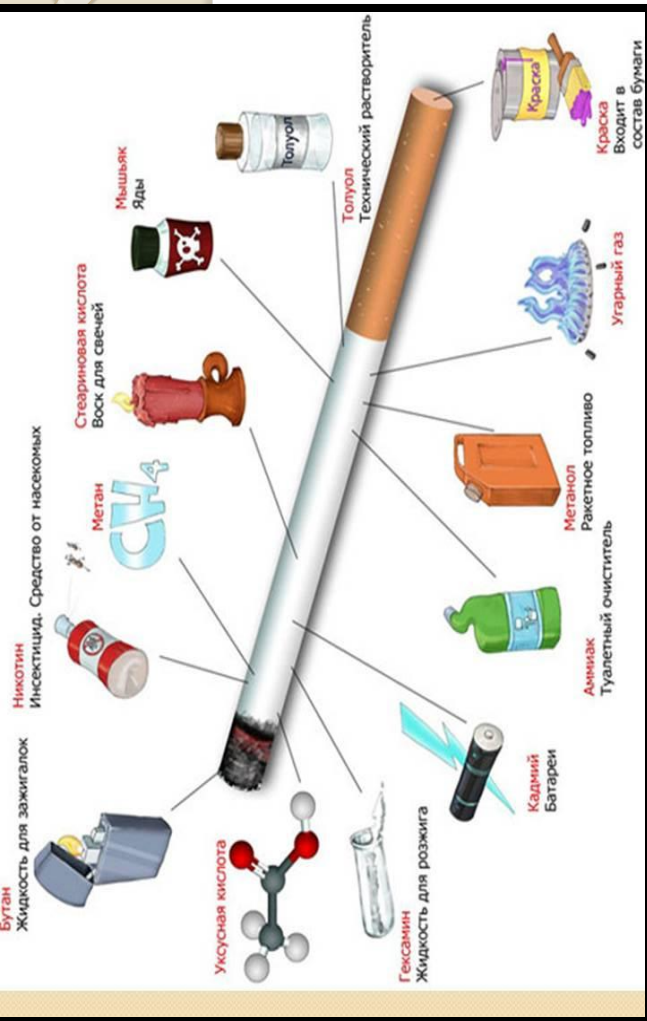 Бутан
Жидкость для зажигалок
Никотин
Инсектицид. Средство от насекомых
Метан
CH4
Стеариновая кислота
Воск для свечей
Мышьяк
Яды
Толуол
Толуол
Технический растворитель
Уксусная кислота
Гексамин
Жидкость для розжига
Кадмий
Батареи
Аммиак
Туалетный очиститель
Метанол
Ракетное топливо
Угарный газ
Краска
Краска
Входит в
состав бумаги